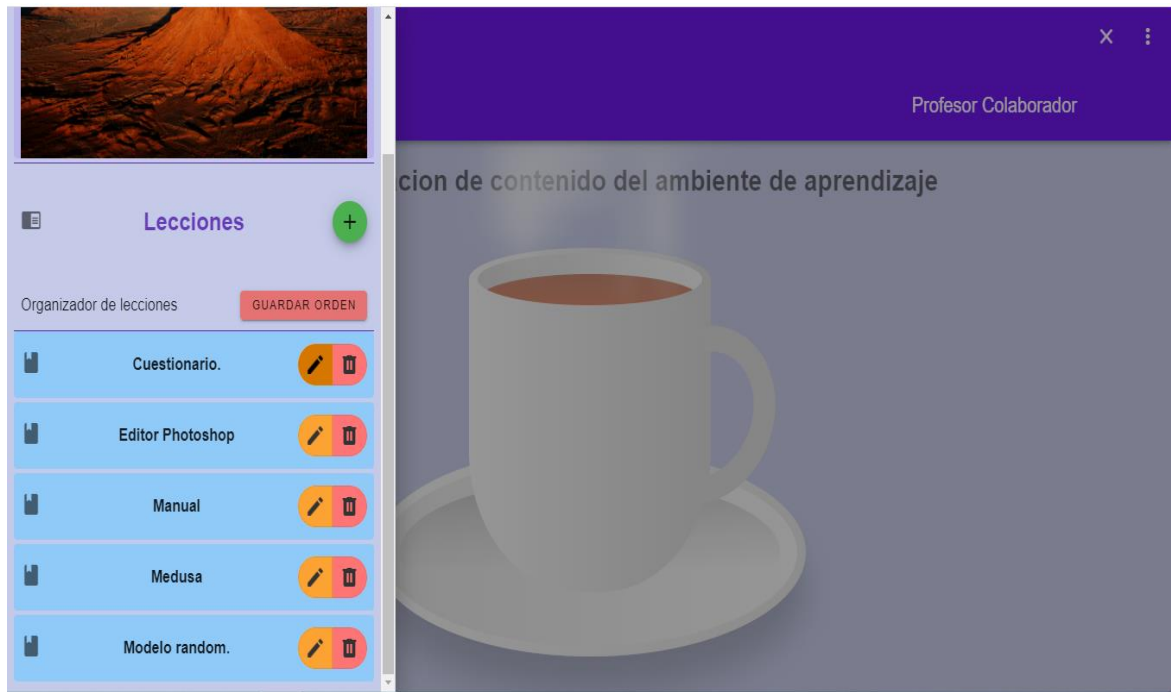 Profesor Colaborador
cion de contenido del ambiente de aprendizaje
Lecciones
+
Organizador de lecciones
GUARDAR ORDEN
Cuestionario.
Editor Photoshop
Manual
Medusa
Modelo random.